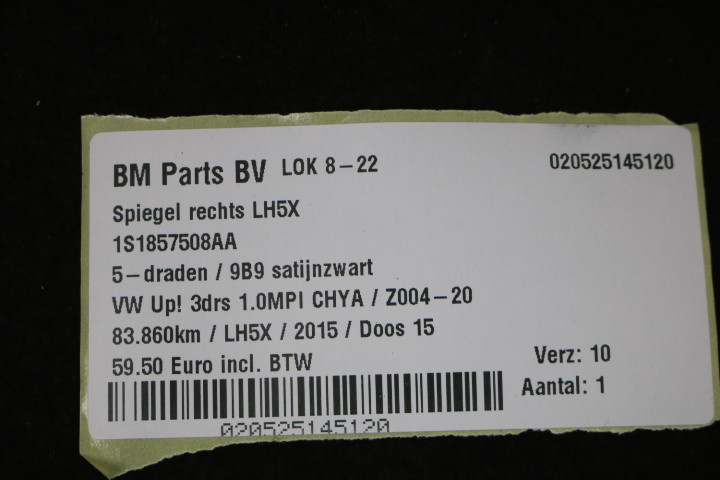 BM Parts BV LOK 8-22 020525145120
Spiegel rechts LH5X
1S1857508AA
5-draden / 9B9 satijnzwart
VW Up! 3drs 1.0MPI CHYA / Z004-20
83.860km / LH5X / 2015 / Doos 15
59.50 Euro incl. BTW Verz: 10
Aantal: 1
020525145120